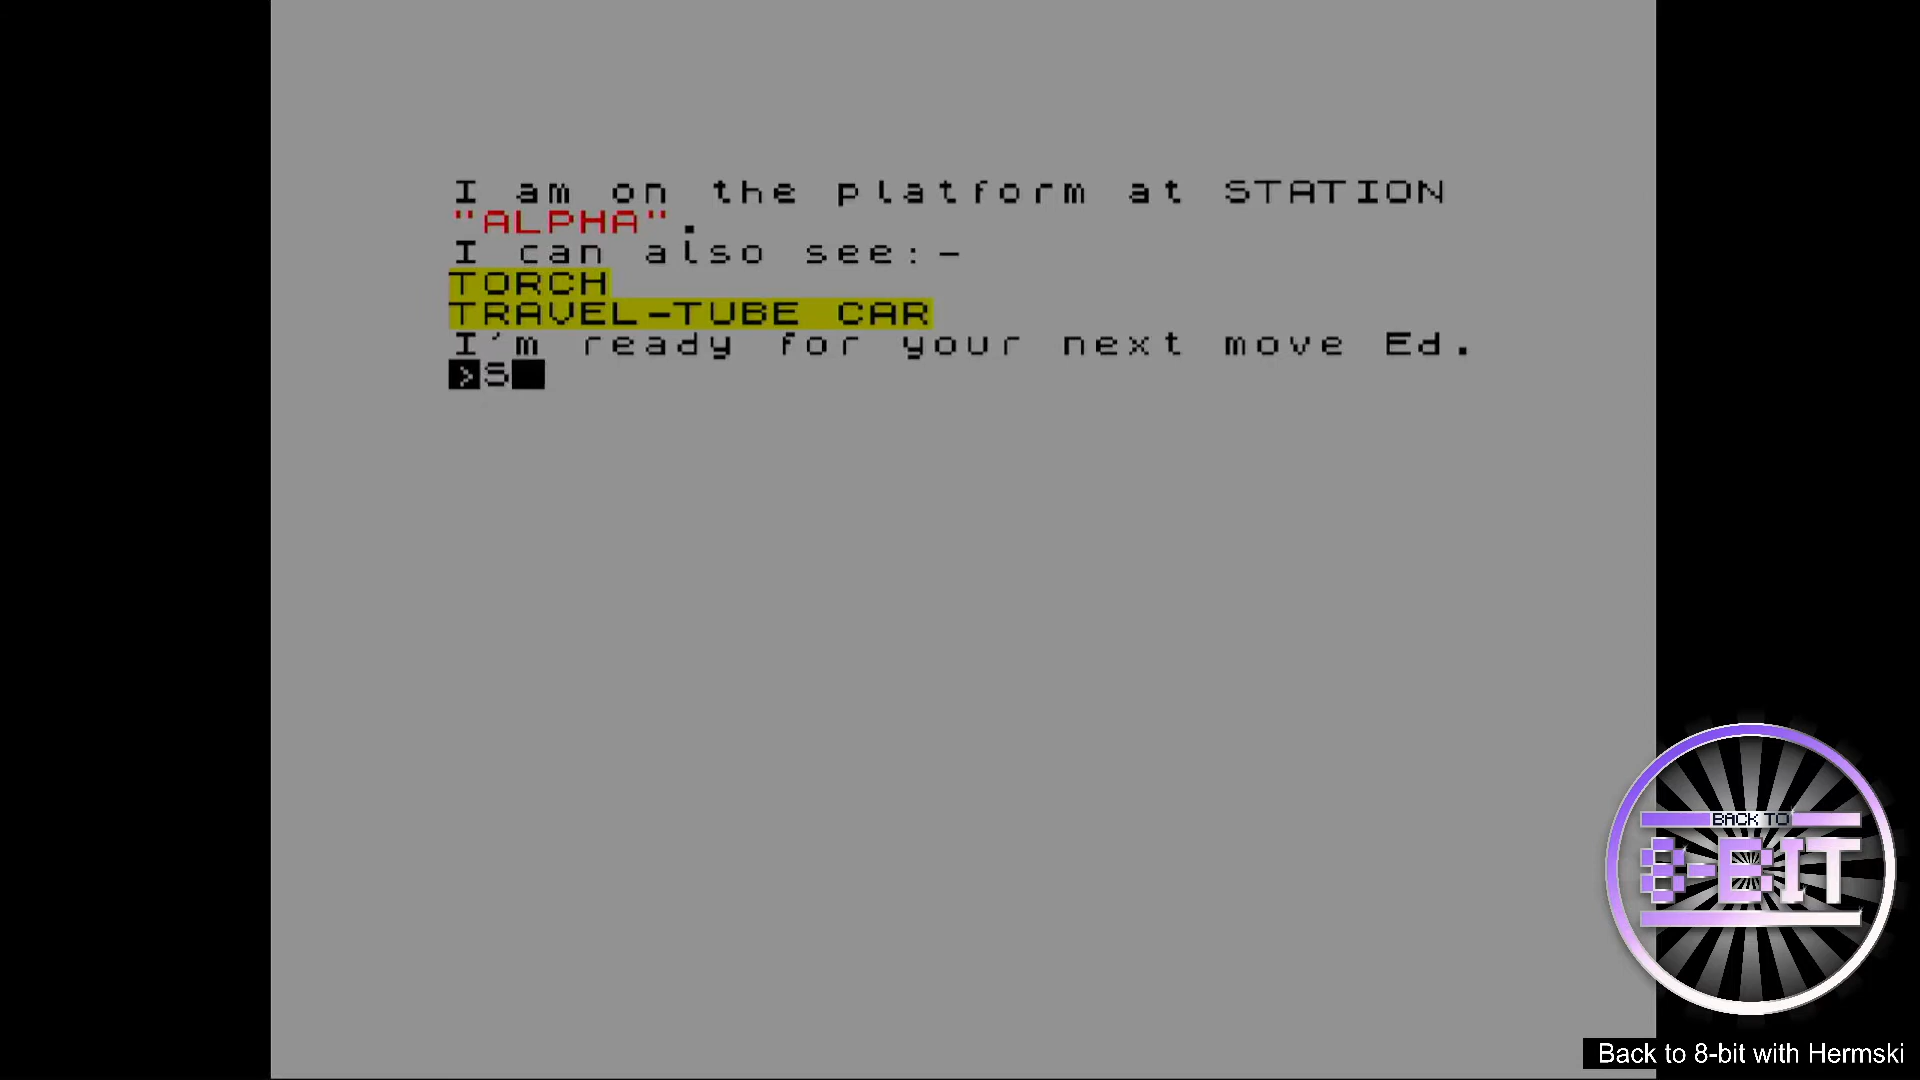 I am on the platform at STATION
"ALPHA".
I can also see:-
TORCH
TRAVEL-TUBE CAR
I'm ready for your next move Ed.
>S
BACK TO
8-BIT
Back to 8-bit with Hermski